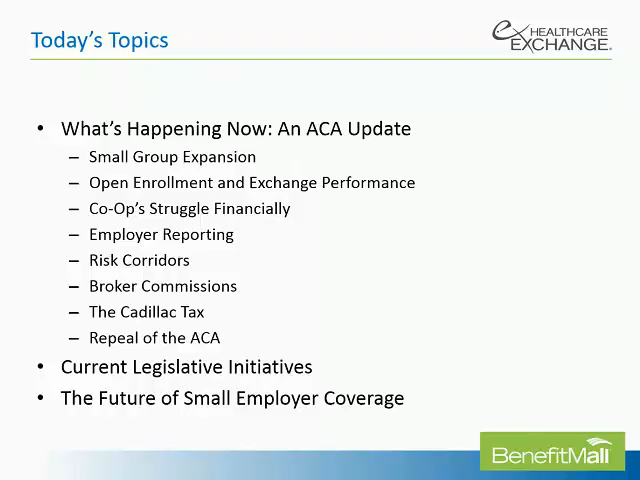 Today's Topics
HEALTHCARE
EXCHANGE
• What's Happening Now: An ACA Update
– Small Group Expansion
– Open Enrollment and Exchange Performance
– Co-Op's Struggle Financially
– Employer Reporting
– Risk Corridors
– Broker Commissions
– The Cadillac Tax
– Repeal of the ACA
• Current Legislative Initiatives
• The Future of Small Employer Coverage
BenefitMall